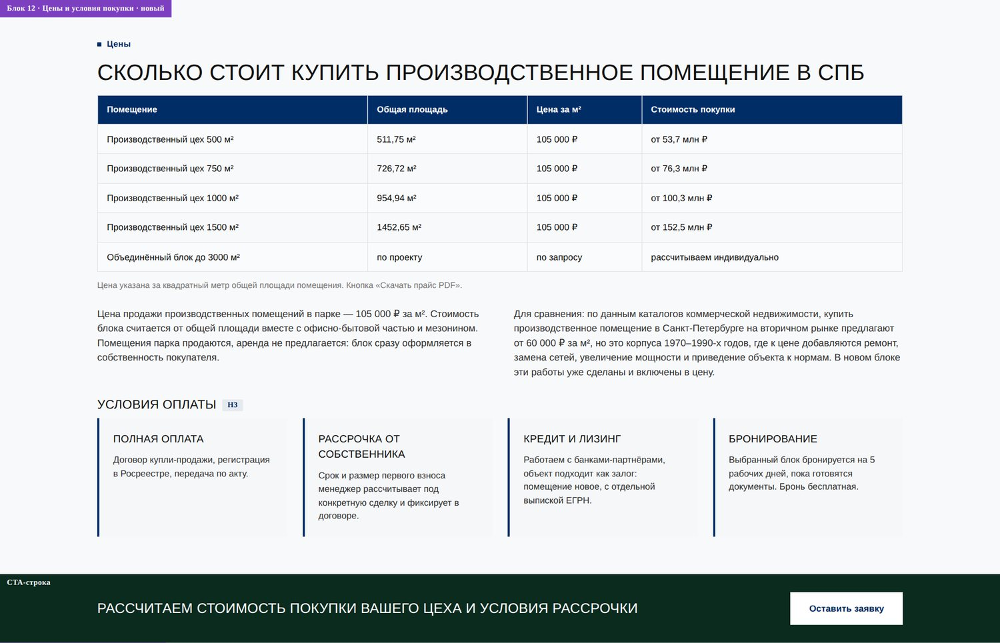 Блок 12 · Цены и условия покупки · новый
Цены
СКОЛЬКО СТОИТ КУПИТЬ ПРОИЗВОДСТВЕННОЕ ПОМЕЩЕНИЕ В СПБ
Помещение Общая площадь Цена за м² Стоимость покупки
Производственный цех 500 м² 511,75 м² 105 000 ₽ от 53,7 млн ₽
Производственный цех 750 м² 726,72 м² 105 000 ₽ от 76,3 млн ₽
Производственный цех 1000 м² 954,94 м² 105 000 ₽ от 100,3 млн ₽
Производственный цех 1500 м² 1452,65 м² 105 000 ₽ от 152,5 млн ₽
Объединённый блок до 3000 м² по проекту по запросу рассчитываем индивидуально
Цена указана за квадратный метр общей площади помещения. Кнопка «Скачать прайс PDF».
Цена продажи производственных помещений в парке — 105 000 ₽ за м². Стоимость
блока считается от общей площади вместе с офисно-бытовой частью и мезонином.
Помещения парка продаются, аренда не предлагается: блок сразу оформляется в
собственность покупателя.
Для сравнения: по данным каталогов коммерческой недвижимости, купить
производственное помещение в Санкт-Петербурге на вторичном рынке предлагают
от 60 000 ₽ за м², но это корпуса 1970–1990-х годов, где к цене добавляются ремонт,
замена сетей, увеличение мощности и приведение объекта к нормам. В новом блоке
эти работы уже сделаны и включены в цену.
УСЛОВИЯ ОПЛАТЫ H3
ПОЛНАЯ ОПЛАТА
Договор купли-продажи, регистрация
в Росреестре, передача по акту.
РАССРОЧКА ОТ
СОБСТВЕННИКА
Срок и размер первого взноса
менеджер рассчитывает под
конкретную сделку и фиксирует в
договоре.
КРЕДИТ И ЛИЗИНГ
Работаем с банками-партнёрами,
объект подходит как залог:
помещение новое, с отдельной
выпиской ЕГРН.
БРОНИРОВАНИЕ
Выбранный блок бронируется на 5
рабочих дней, пока готовятся
документы. Бронь бесплатная.
CTA-строка
РАССЧИТАЕМ СТОИМОСТЬ ПОКУПКИ ВАШЕГО ЦЕХА И УСЛОВИЯ РАССРОЧКИ
Оставить заявку